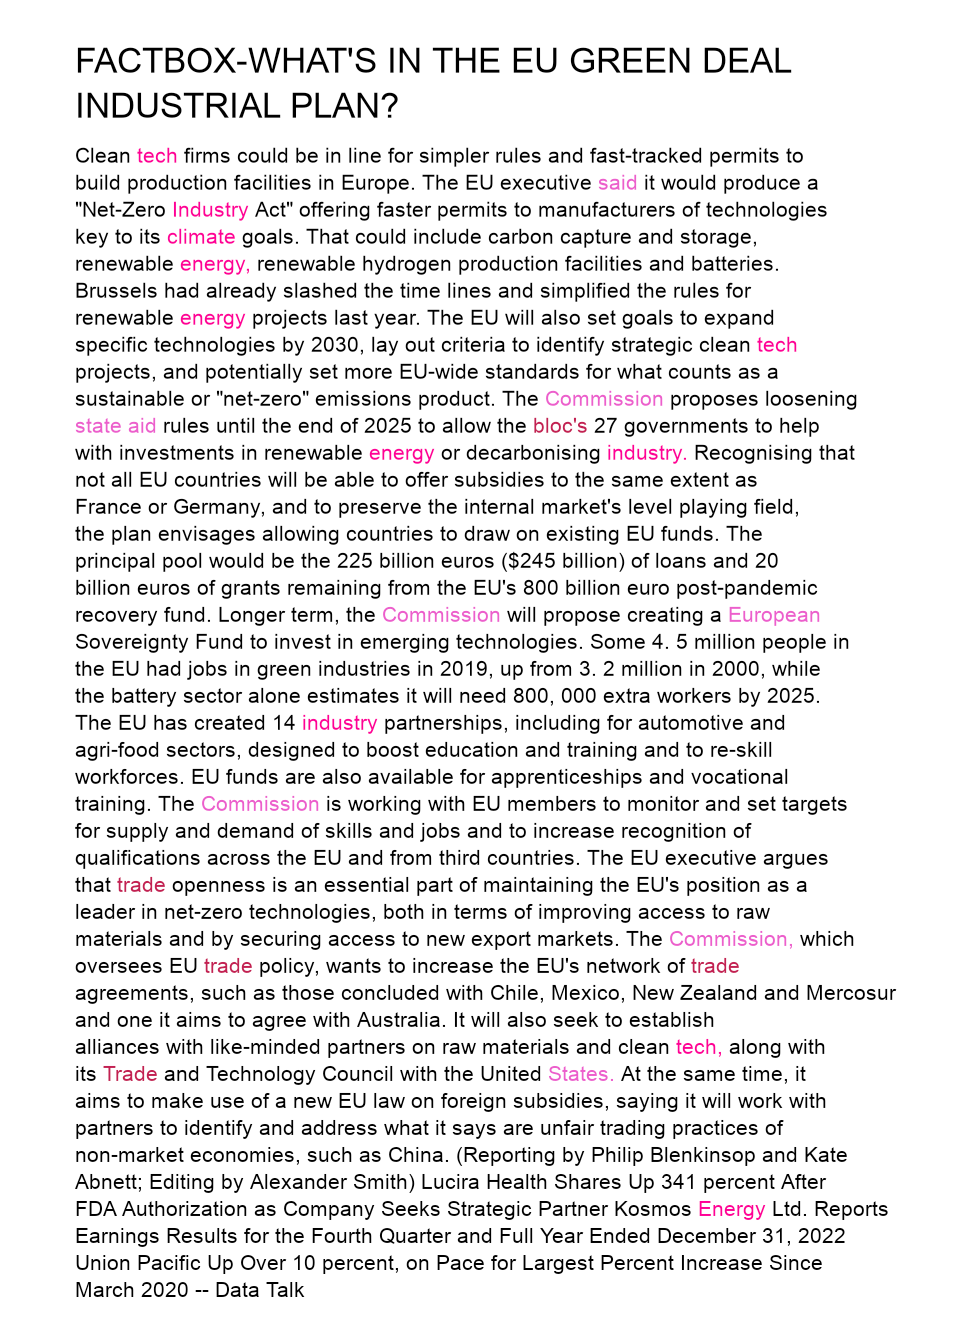 FACTBOX-WHAT'S IN THE EU GREEN DEAL
INDUSTRIAL PLAN?
Clean tech firms could be in line for simpler rules and fast-tracked permits to
build production facilities in Europe. The EU executive said it would produce a
"Net-Zero Industry Act" offering faster permits to manufacturers of technologies
key to its climate goals. That could include carbon capture and storage,
renewable energy, renewable hydrogen production facilities and batteries.
Brussels had already slashed the time lines and simplified the rules for
renewable energy projects last year. The EU will also set goals to expand
specific technologies by 2030, lay out criteria to identify strategic clean tech
projects, and potentially set more EU-wide standards for what counts as a
sustainable or "net-zero" emissions product. The Commission proposes loosening
state aid rules until the end of 2025 to allow the bloc's 27 governments to help
with investments in renewable energy or decarbonising industry. Recognising that
not all EU countries will be able to offer subsidies to the same extent as
France or Germany, and to preserve the internal market's level playing field,
the plan envisages allowing countries to draw on existing EU funds. The
principal pool would be the 225 billion euros ($245 billion) of loans and 20
billion euros of grants remaining from the EU's 800 billion euro post-pandemic
recovery fund. Longer term, the Commission will propose creating a European
Sovereignty Fund to invest in emerging technologies. Some 4. 5 million people in
the EU had jobs in green industries in 2019, up from 3. 2 million in 2000, while
the battery sector alone estimates it will need 800, 000 extra workers by 2025.
The EU has created 14 industry partnerships, including for automotive and
agri-food sectors, designed to boost education and training and to re-skill
workforces. EU funds are also available for apprenticeships and vocational
training. The Commission is working with EU members to monitor and set targets
for supply and demand of skills and jobs and to increase recognition of
qualifications across the EU and from third countries. The EU executive argues
that trade openness is an essential part of maintaining the EU's position as a
leader in net-zero technologies, both in terms of improving access to raw
materials and by securing access to new export markets. The Commission, which
oversees EU trade policy, wants to increase the EU's network of trade
agreements, such as those concluded with Chile, Mexico, New Zealand and Mercosur
and one it aims to agree with Australia. It will also seek to establish
alliances with like-minded partners on raw materials and clean tech, along with
its Trade and Technology Council with the United States. At the same time, it
aims to make use of a new EU law on foreign subsidies, saying it will work with
partners to identify and address what it says are unfair trading practices of
non-market economies, such as China. (Reporting by Philip Blenkinsop and Kate
Abnett; Editing by Alexander Smith) Lucira Health Shares Up 341 percent After
FDA Authorization as Company Seeks Strategic Partner Kosmos Energy Ltd. Reports
Earnings Results for the Fourth Quarter and Full Year Ended December 31, 2022
Union Pacific Up Over 10 percent, on Pace for Largest Percent Increase Since
March 2020 -- Data Talk